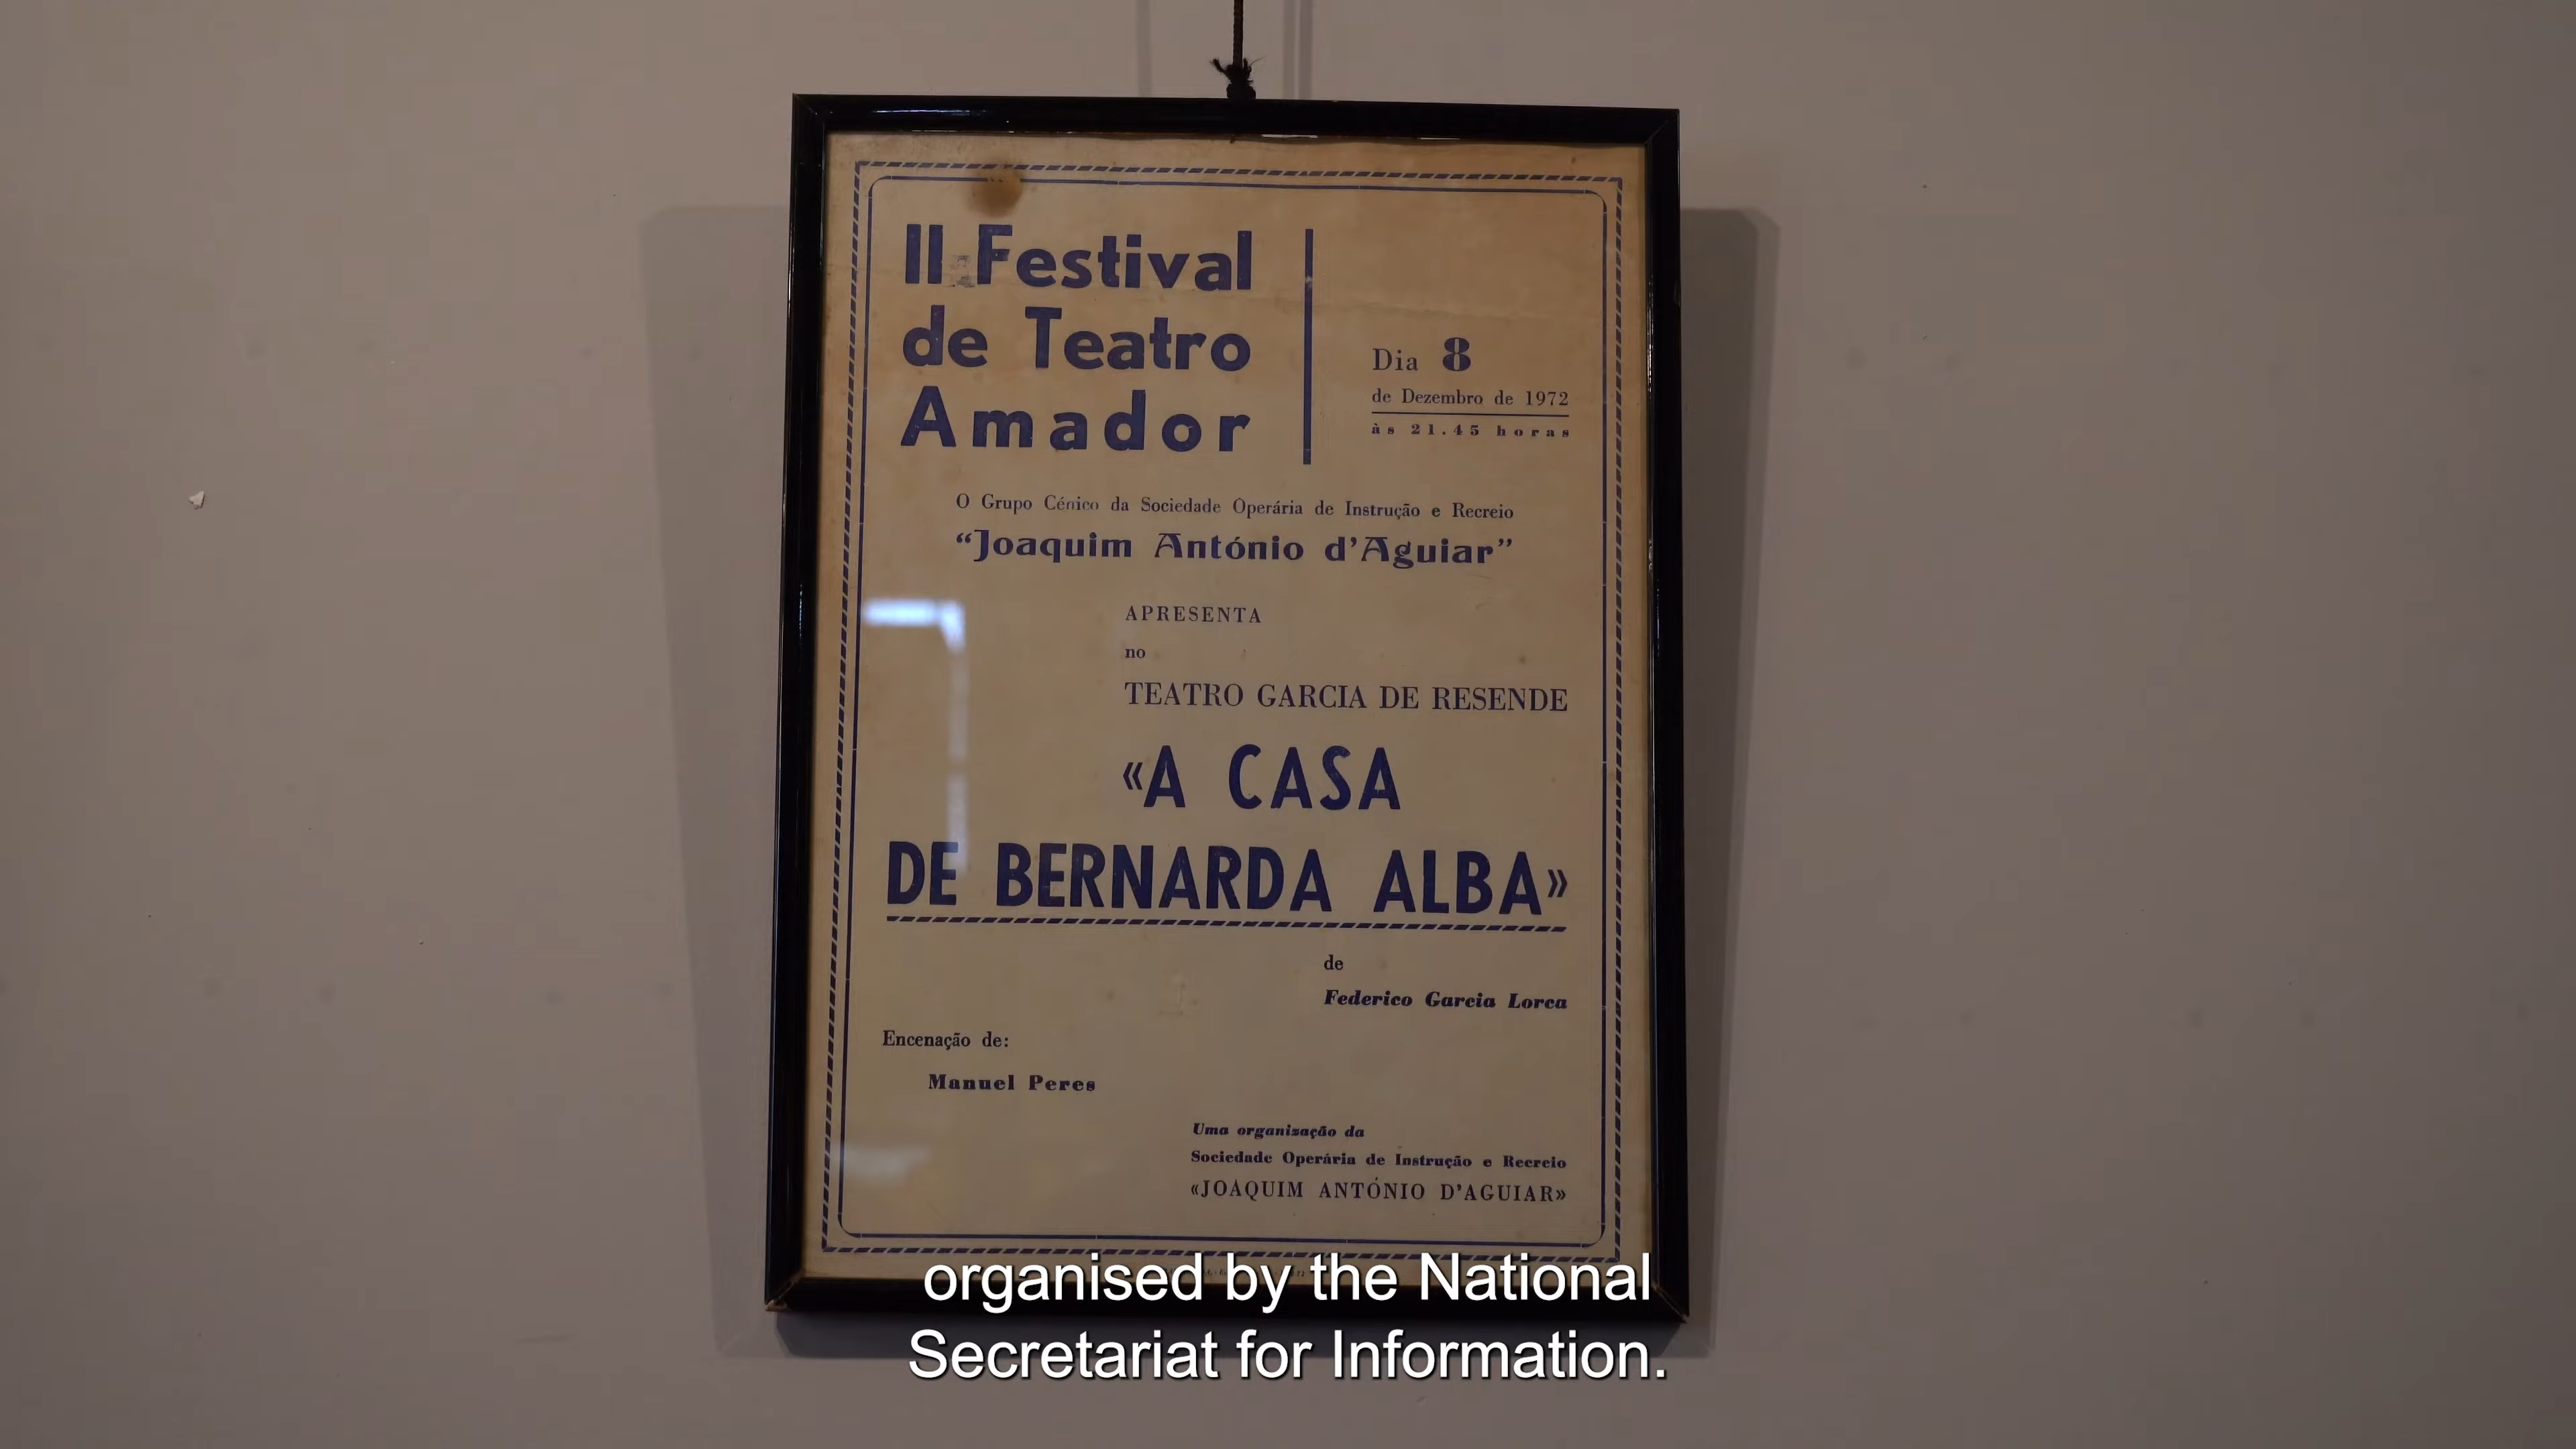 II Festival
de Teatro
Amador
Dia 8
de Dezembro de 1972
às 21.45 horas
O Grupo Cénico da Sociedade Operária de Instrução e Recreio
“Joaquim António d'Aguiar”
APRESENTA
no
TEATRO GARCIA DE RESENDE
«A CASA
DE BERNARDA ALBA»
de
Federico Garcia Lorca
Encenação de:
Manuel Peres
Uma organização da
Sociedade Operária de Instrução e Recreio
«JOAQUIM ANTÓNIO D'AGUIAR»
organised by the National
Secretariat for Information.